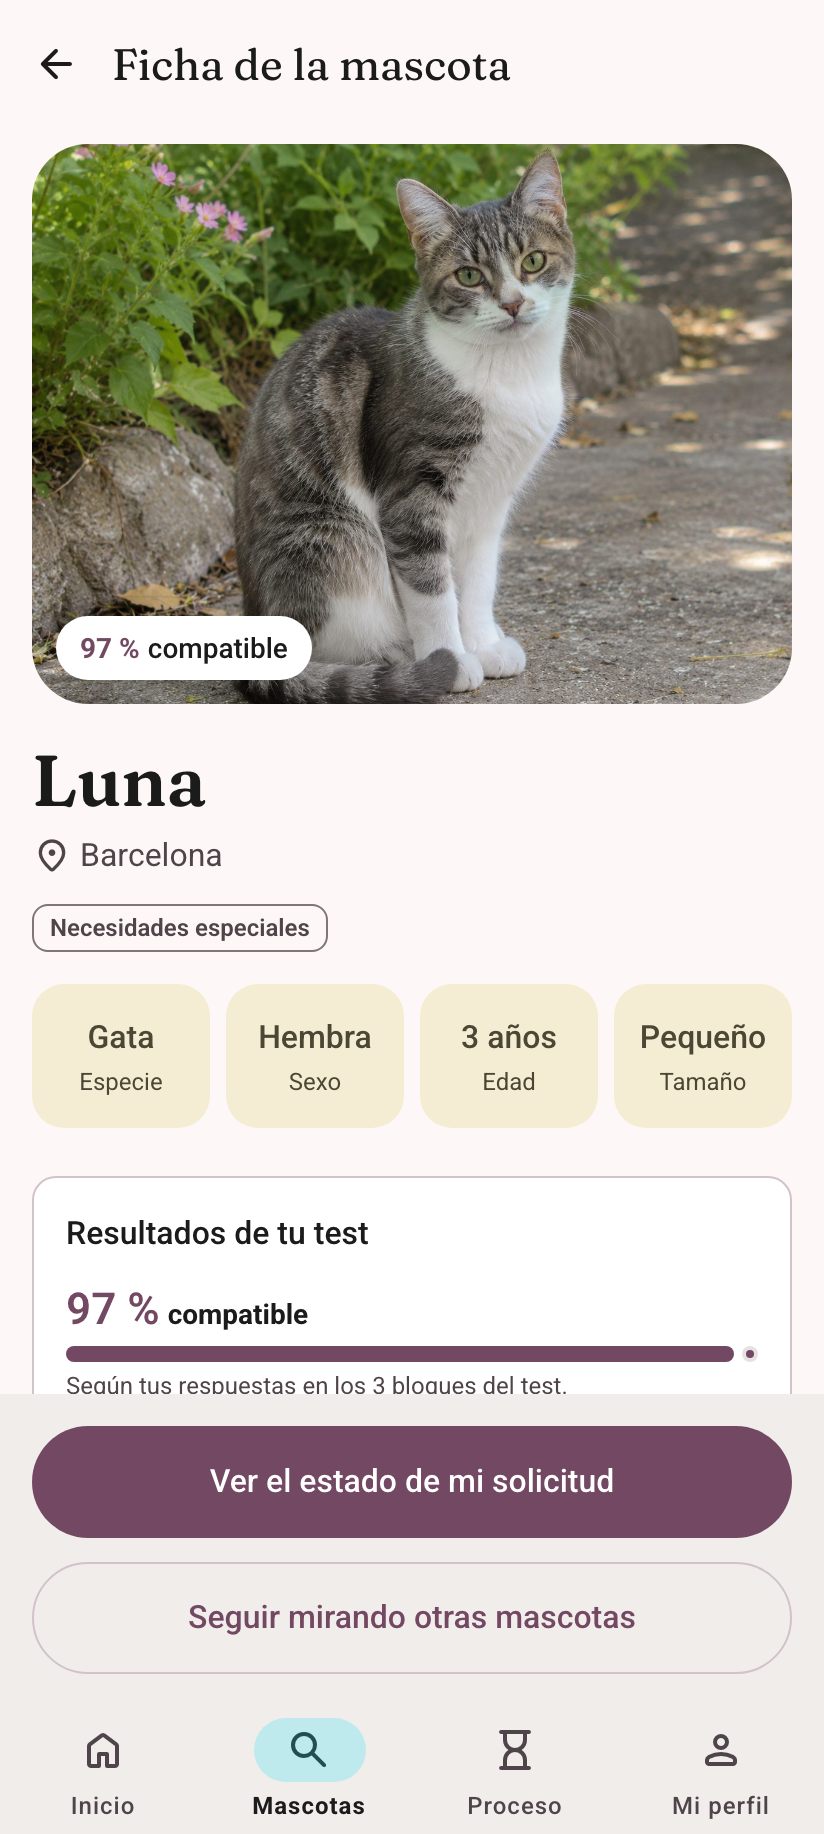 Ficha de la mascota
97 % compatible
Luna
Barcelona
Necesidades especiales
Gata
Especie
Hembra
Sexo
3 años
Edad
Pequeño
Tamaño
Resultados de tu test
97 % compatible
Según tus respuestas en los 3 bloques del test.
Ver el estado de mi solicitud
Seguir mirando otras mascotas
Inicio
Mascotas
Proceso
Mi perfil